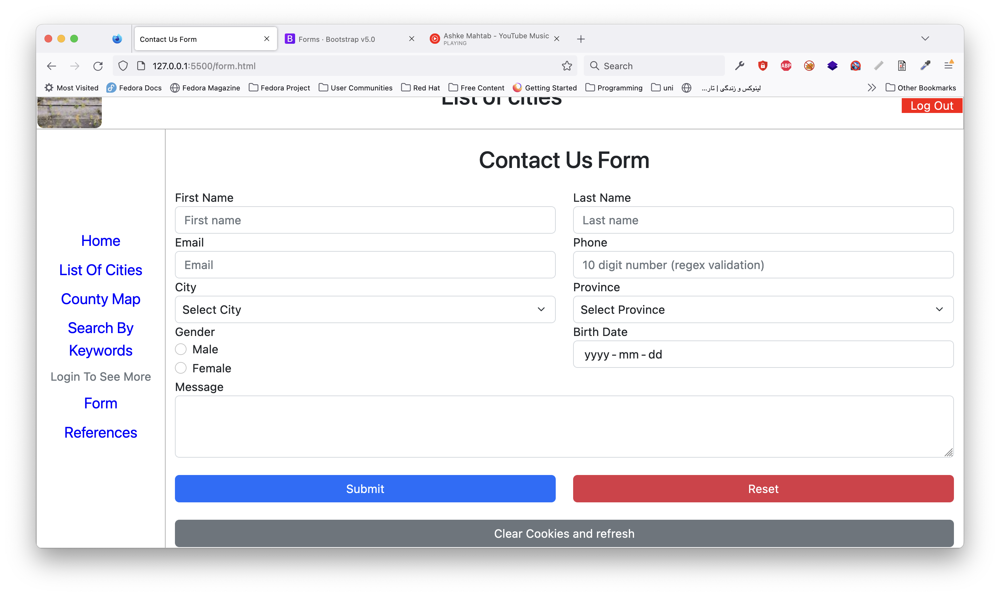 Contact Us Form
Forms · Bootstrap v5.0
Ashke Mahtab - YouTube Music
PLAYING
127.0.0.1:5500/form.html
Search
ABP
Most Visited
Fedora Docs
Fedora Magazine
Fedora Project
User Communities
Red Hat
Free Content
Getting Started
Programming
uni
لینوکس و زندگی | تار...
Other Bookmarks
List of cities
Log Out
Home
List Of Cities
County Map
Search By
Keywords
Login To See More
Form
References
Contact Us Form
First Name
First name
Last Name
Last name
Email
Email
Phone
10 digit number (regex validation)
City
Select City
Province
Select Province
Gender
Male
Female
Birth Date
yyyy-mm-dd
Message
Submit
Reset
Clear Cookies and refresh